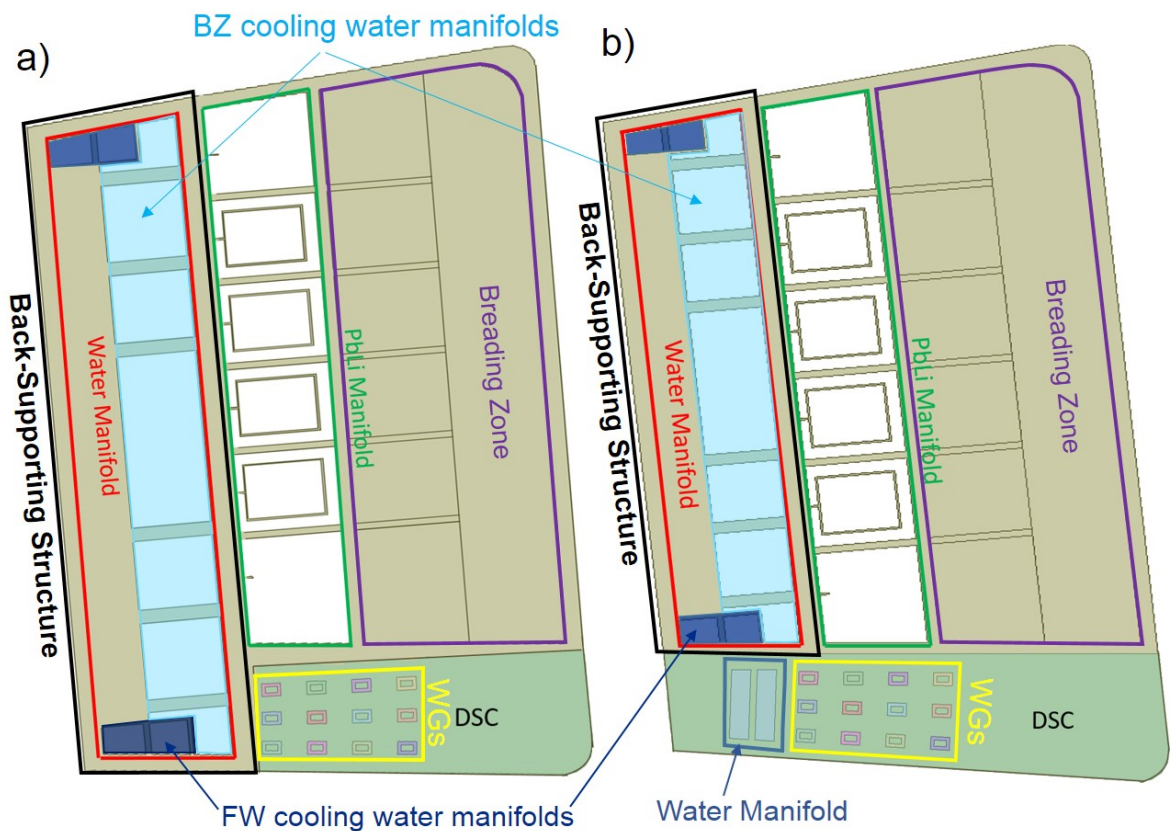 a)
BZ cooling water manifolds
b)
Back-Supporting Structure
Water Manifold
PbLi Manifold
Breading Zone
WGs
DSC
Back-Supporting Structure
Water Manifold
PbLi Manifold
Breading Zone
WGs
DSC
FW cooling water manifolds
Water Manifold